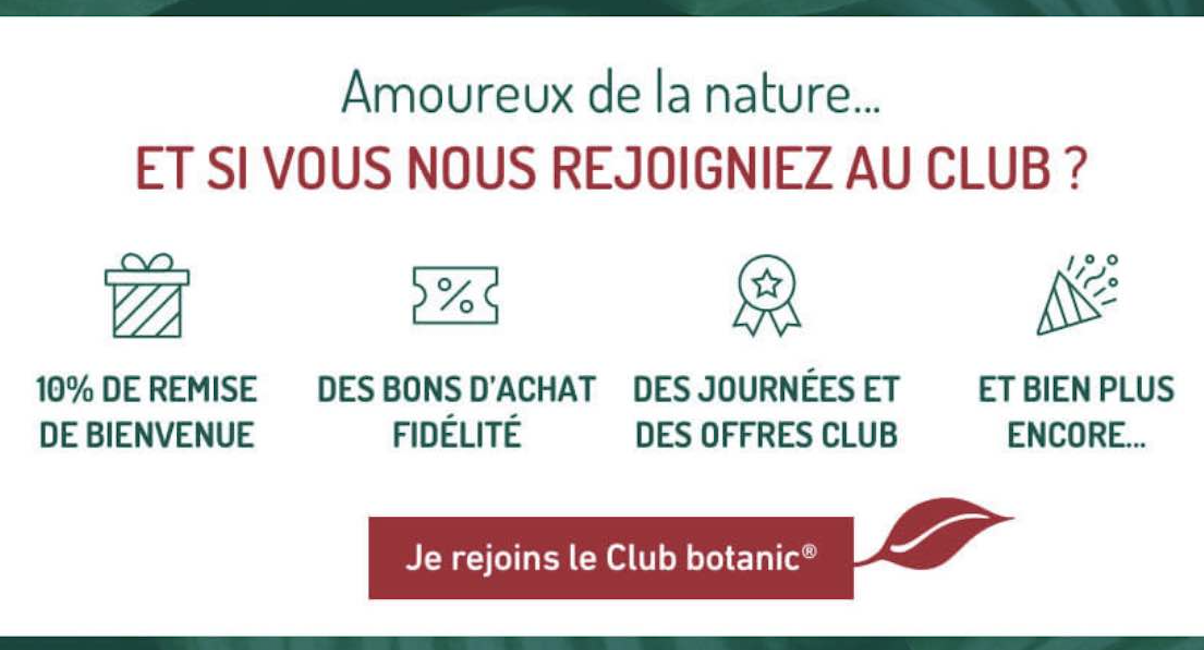 Amoureux de la nature...
ET SI VOUS NOUS REJOIGNIEZ AU CLUB ?
%
10% DE REMISE
DE BIENVENUE
DES BONS D'ACHAT
FIDÉLITÉ
DES JOURNÉES ET
DES OFFRES CLUB
ET BIEN PLUS
ENCORE...
Je rejoins le Club botanic®